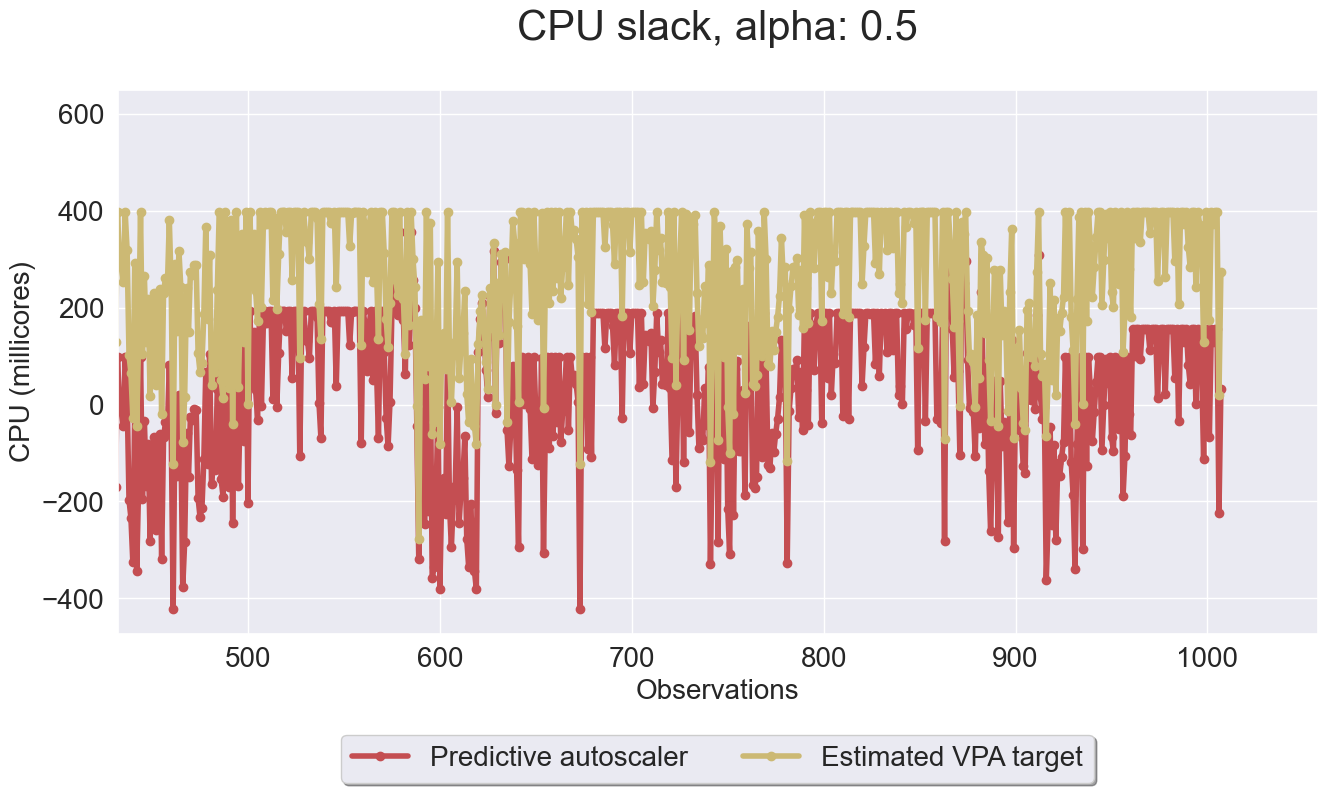 CPU slack, alpha: 0.5
600
400
200
0
−200
−400
CPU (millicores)
500 600 700 800 900 1000
Observations
Predictive autoscaler Estimated VPA target